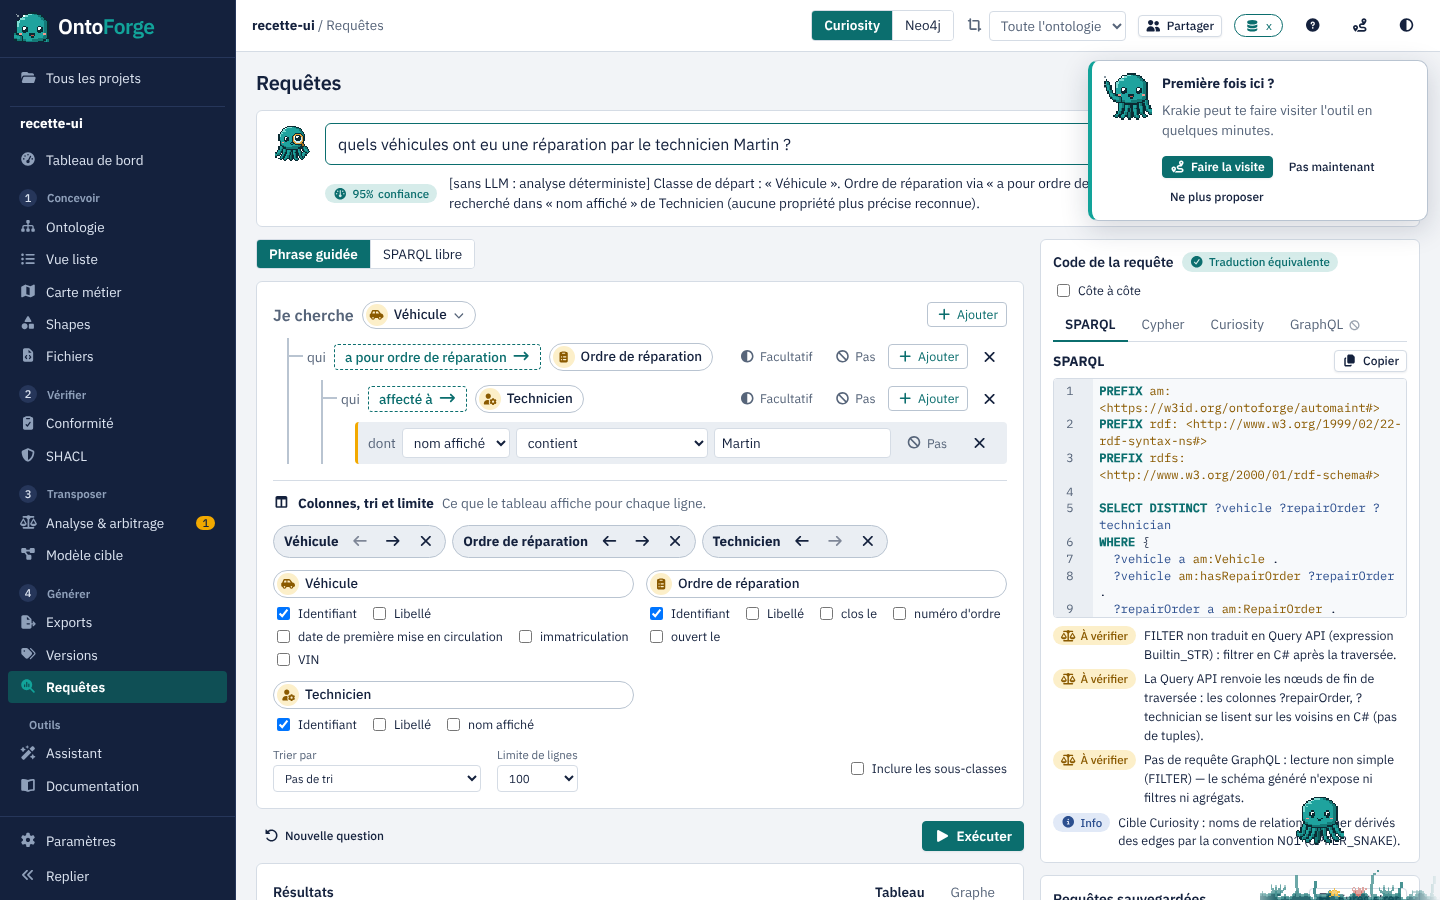 OntoForge
Tous les projets
recette-ui
Tableau de bord
1 Concevoir
Ontologie
Vue liste
Carte métier
Shapes
Fichiers
2 Vérifier
Conformité
SHACL
3 Transposer
Analyse & arbitrage 1
Modèle cible
4 Générer
Exports
Versions
Requêtes
Outils
Assistant
Documentation
Paramètres
Replier
recette-ui / Requêtes
Curiosity Neo4j
Toute l'ontologie
Partager
x
Requêtes
quels véhicules ont eu une réparation par le technicien Martin ?
95% confiance
[sans LLM : analyse déterministe] Classe de départ : « Véhicule ». Ordre de réparation via « a pour ordre de
recherché dans « nom affiché » de Technicien (aucune propriété plus précise reconnue).
Première fois ici ?
Krakie peut te faire visiter l'outil en
quelques minutes.
Faire la visite Pas maintenant
Ne plus proposer
Phrase guidée SPARQL libre
Je cherche Véhicule Ajouter
qui a pour ordre de réparation → Ordre de réparation Facultatif Pas Ajouter
qui affecté à → Technicien Facultatif Pas Ajouter
dont nom affiché contient Martin Pas
Colonnes, tri et limite Ce que le tableau affiche pour chaque ligne.
Véhicule ← → Ordre de réparation ← → Technicien ← →
Véhicule
Identifiant Libellé
date de première mise en circulation immatriculation
VIN
Ordre de réparation
Identifiant Libellé clos le numéro d'ordre
ouvert le
Technicien
Identifiant Libellé nom affiché
Trier par
Pas de tri
Limite de lignes
100
Inclure les sous-classes
Nouvelle question
Exécuter
Résultats
Tableau Graphe
Code de la requête Traduction équivalente
Côte à côte
SPARQL Cypher Curiosity GraphQL
SPARQL Copier
1 PREFIX am:
<https://w3id.org/ontoforge/automaint#>
2 PREFIX rdf: <http://www.w3.org/1999/02/22-
rdf-syntax-ns#>
3 PREFIX rdfs:
<http://www.w3.org/2000/01/rdf-schema#>
4
5 SELECT DISTINCT ?vehicle ?repairOrder ?
technician
6 WHERE {
7 ?vehicle a am:Vehicle .
8 ?vehicle am:hasRepairOrder ?repairOrder
.
9 ?repairOrder a am:RepairOrder .
À vérifier FILTER non traduit en Query API (expression
Builtin_STR) : filtrer en C# après la traversée.
À vérifier La Query API renvoie les nœuds de fin de
traversée : les colonnes ?repairOrder, ?
technician se lisent sur les voisins en C# (pas
de tuples).
À vérifier Pas de requête GraphQL : lecture non simple
(FILTER) — le schéma généré n'expose ni
filtres ni agrégats.
Info Cible Curiosity : noms de relation dérivés
des edges par la convention N01
Requêtes sauvegardées